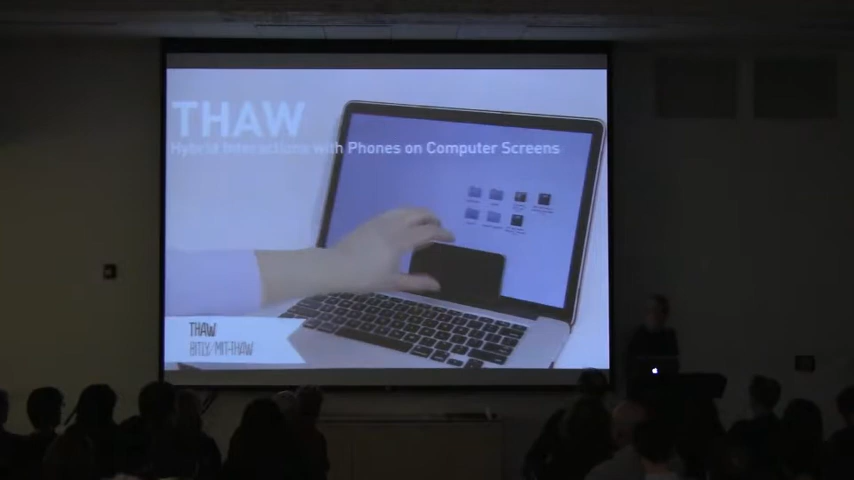 THAW
Hybrid Interactions with Phones on Computer Screens
THAW
BIT.LY/MIT-THAW